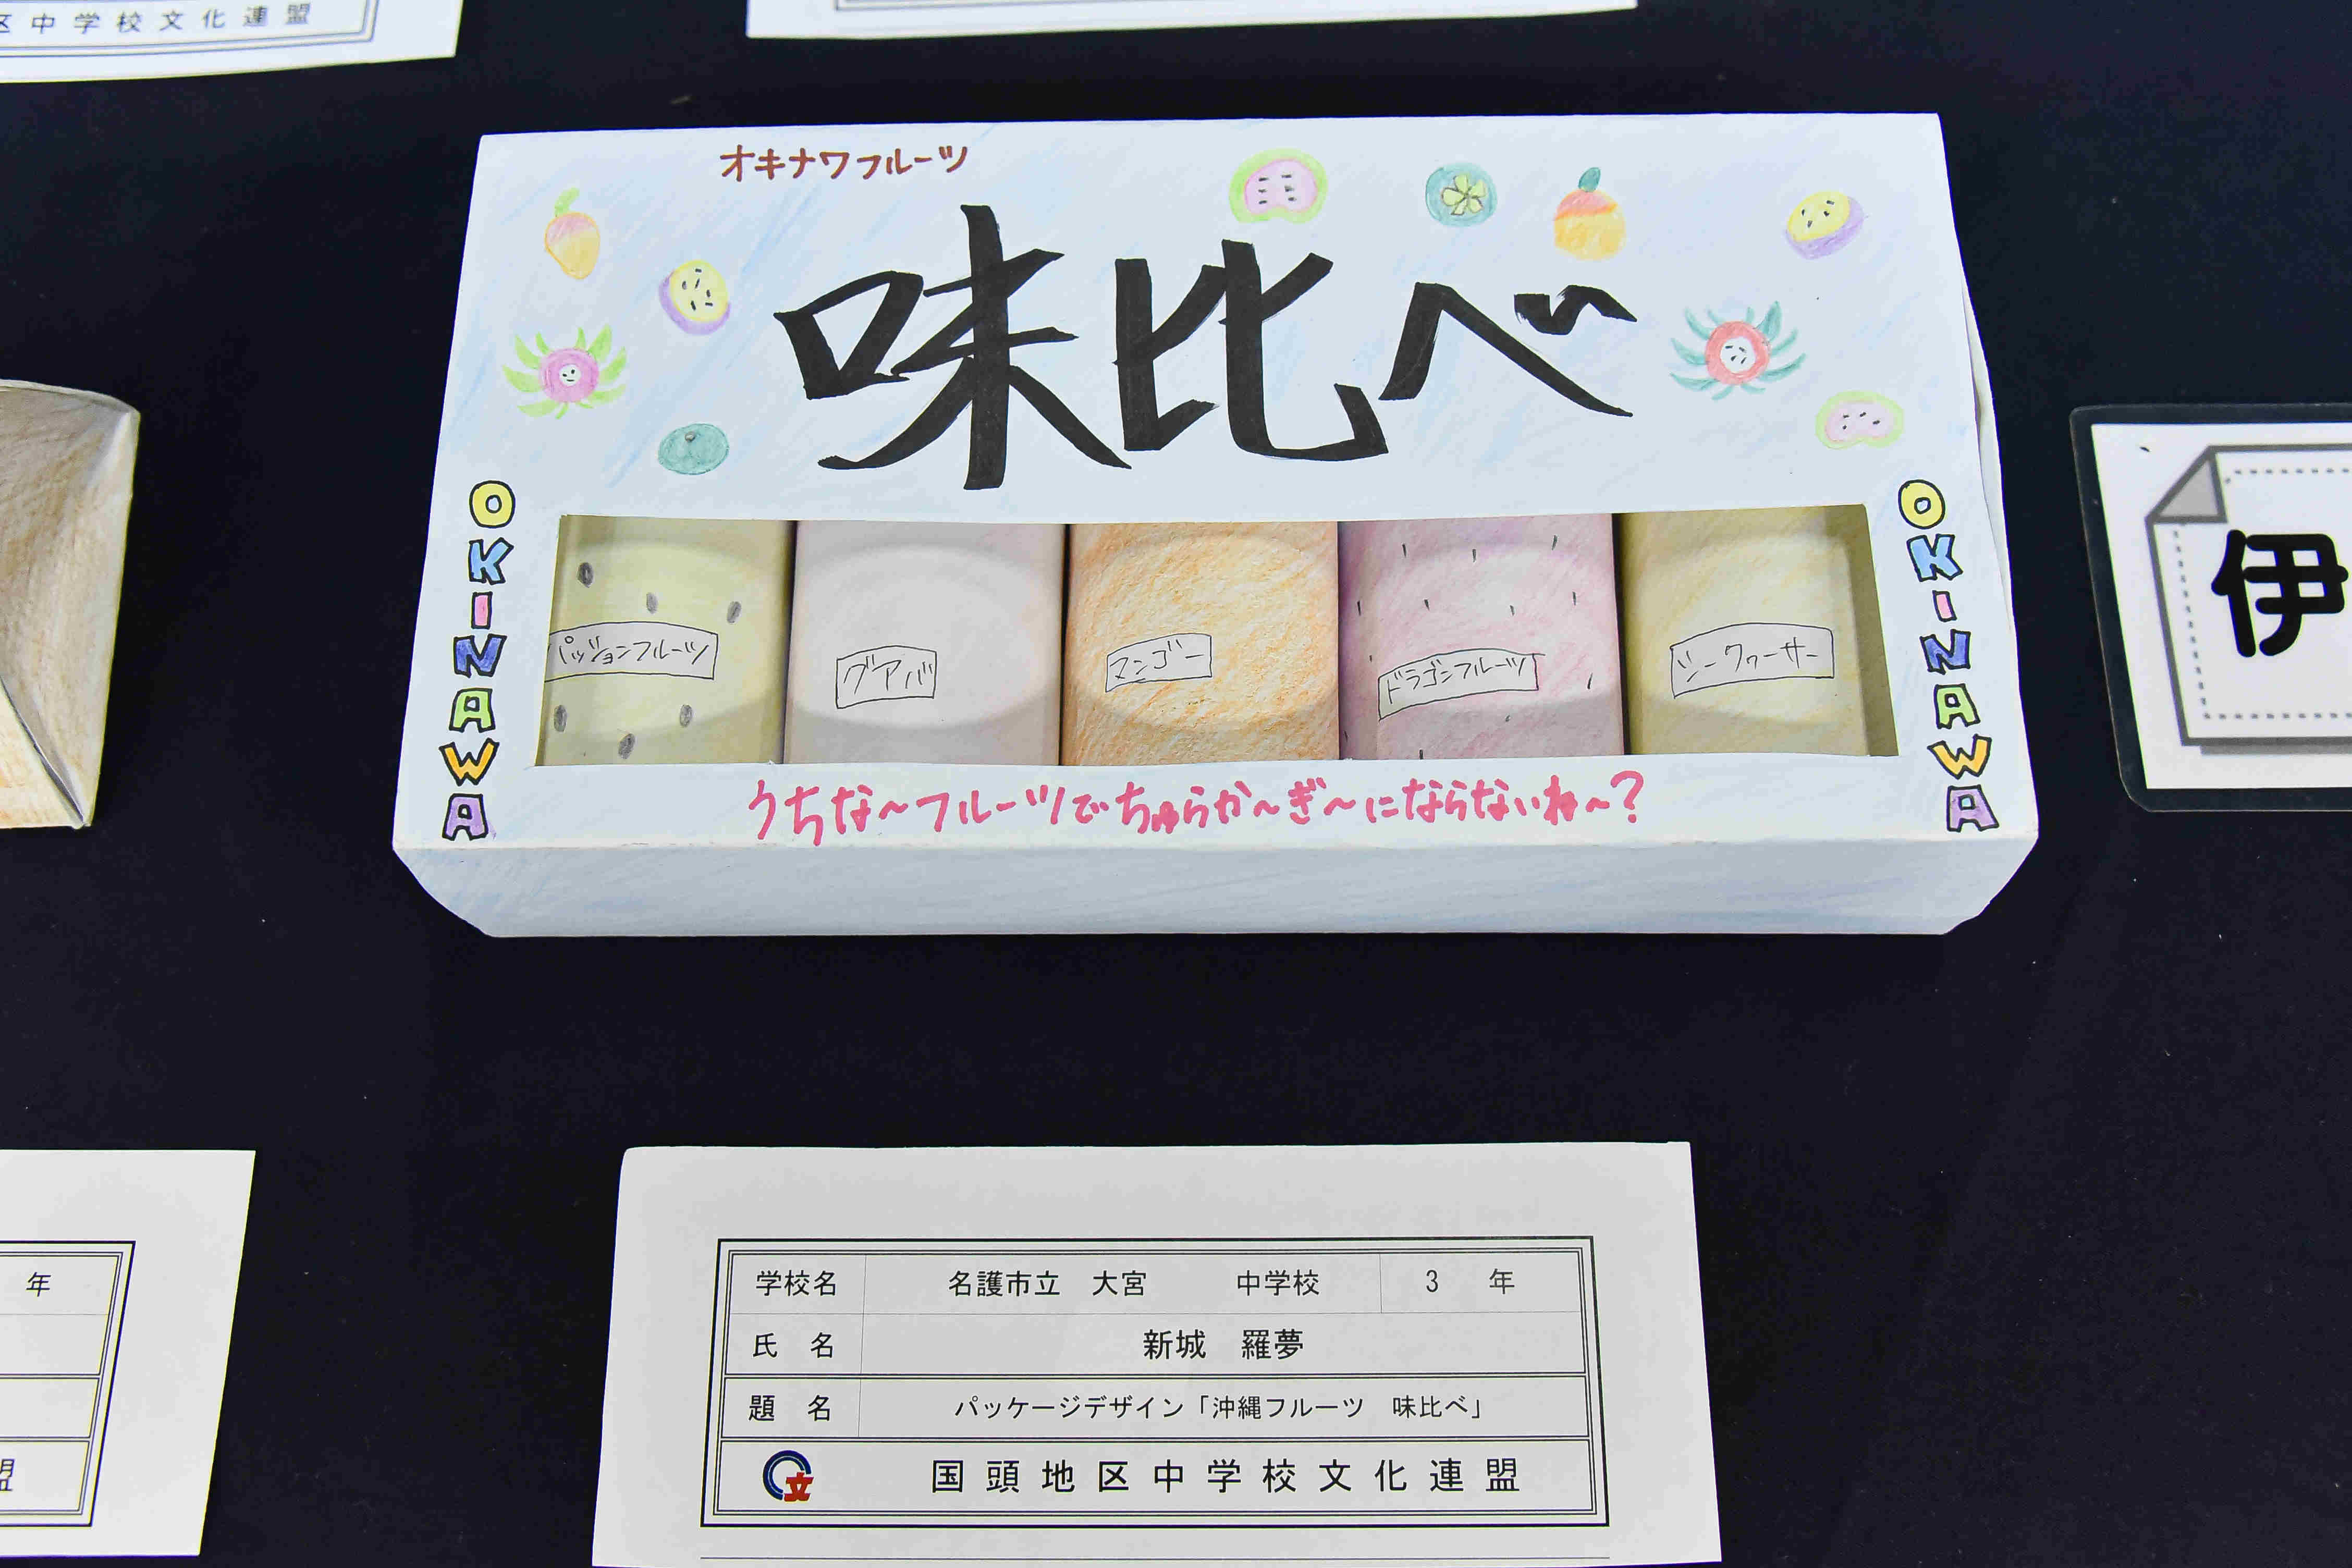 区中学校文化連盟
オキナワフルーツ
味比べ
OKINAWA
OKINAWA
パッションフルーツ
グアバ
マンゴー
ドラゴンフルーツ
シークワーサー
うちな～フルーツでちゅらか～ぎ～にならないね～?
伊
年
盟
学校名 名護市立 大宮 中学校 3 年
氏 名 新城 羅夢
題 名 パッケージデザイン「沖縄フルーツ 味比べ」
立 国頭地区中学校文化連盟